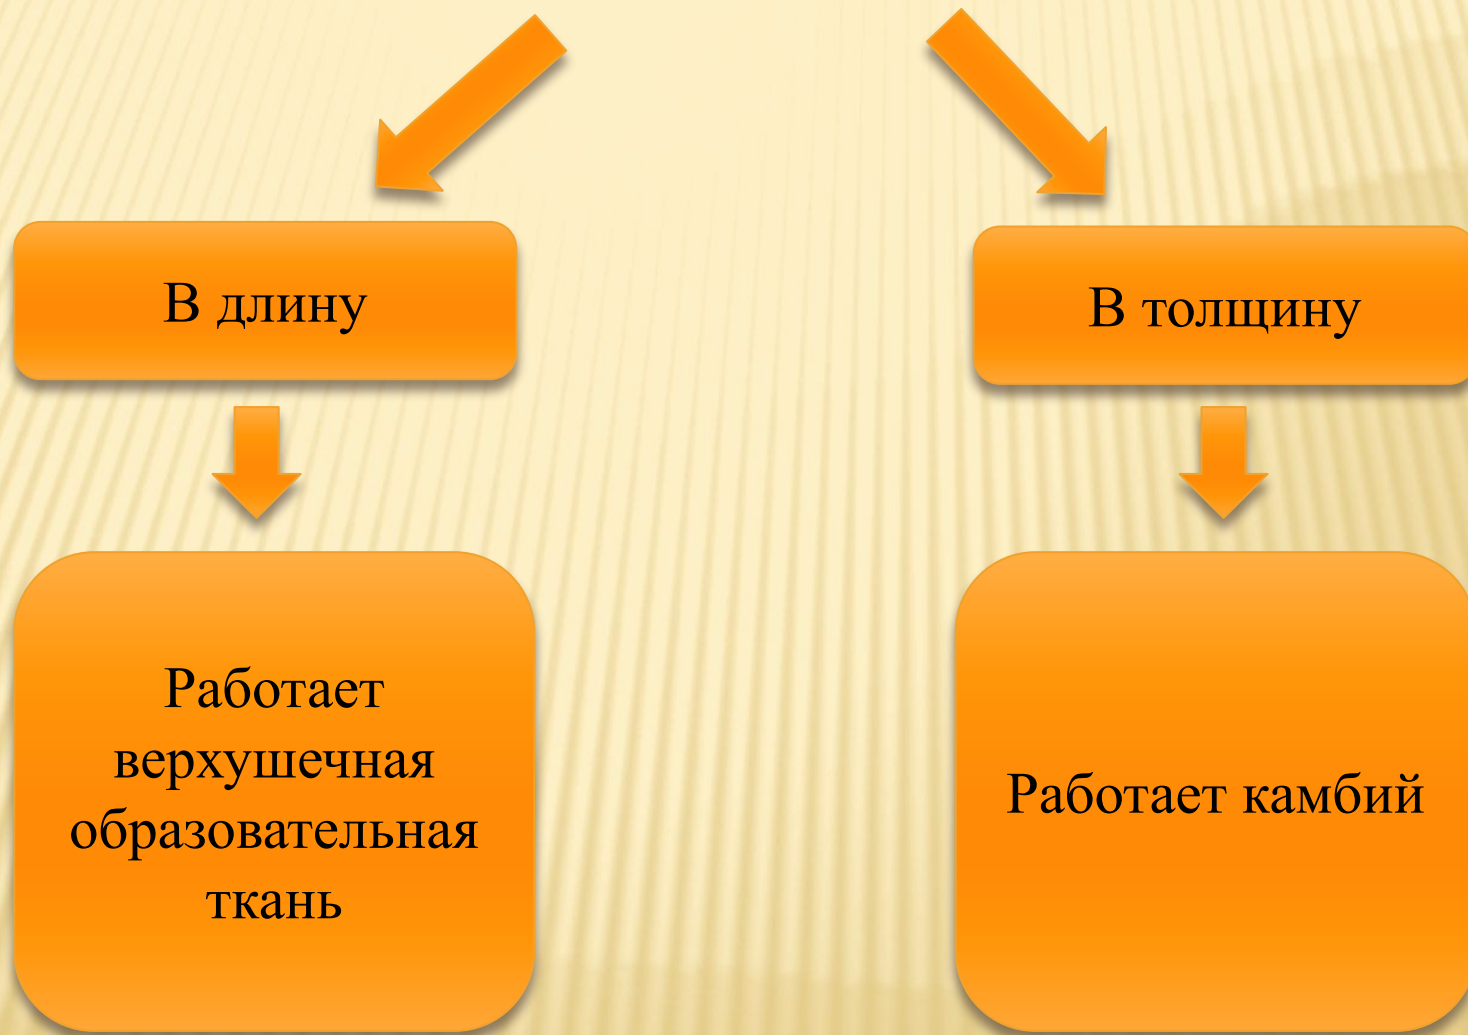 В длину
В толщину
Работает
верхушечная
образовательная
ткань
Работает камбий